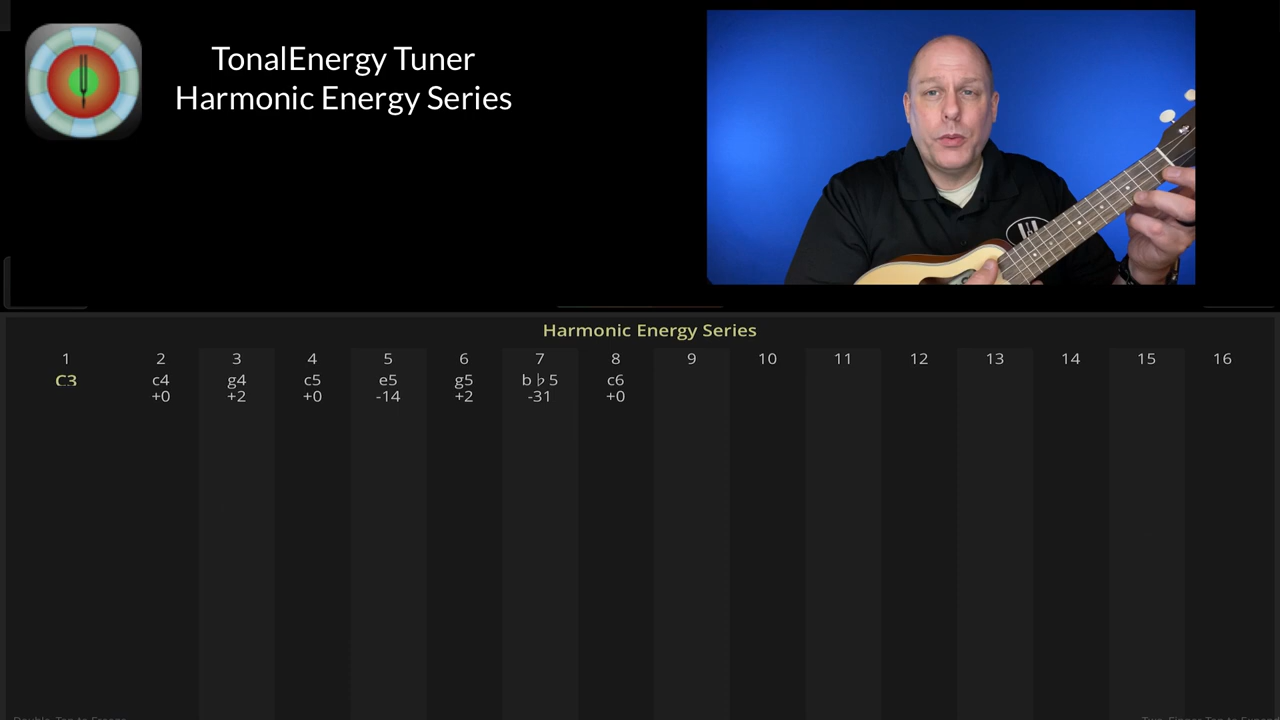 TonalEnergy Tuner
Harmonic Energy Series
Harmonic Energy Series
1 2 3 4 5 6 7 8 9 10 11 12 13 14 15 16
C3 c4 g4 c5 e5 g5 b♭5 c6
+0 +2 +0 -14 +2 -31 +0